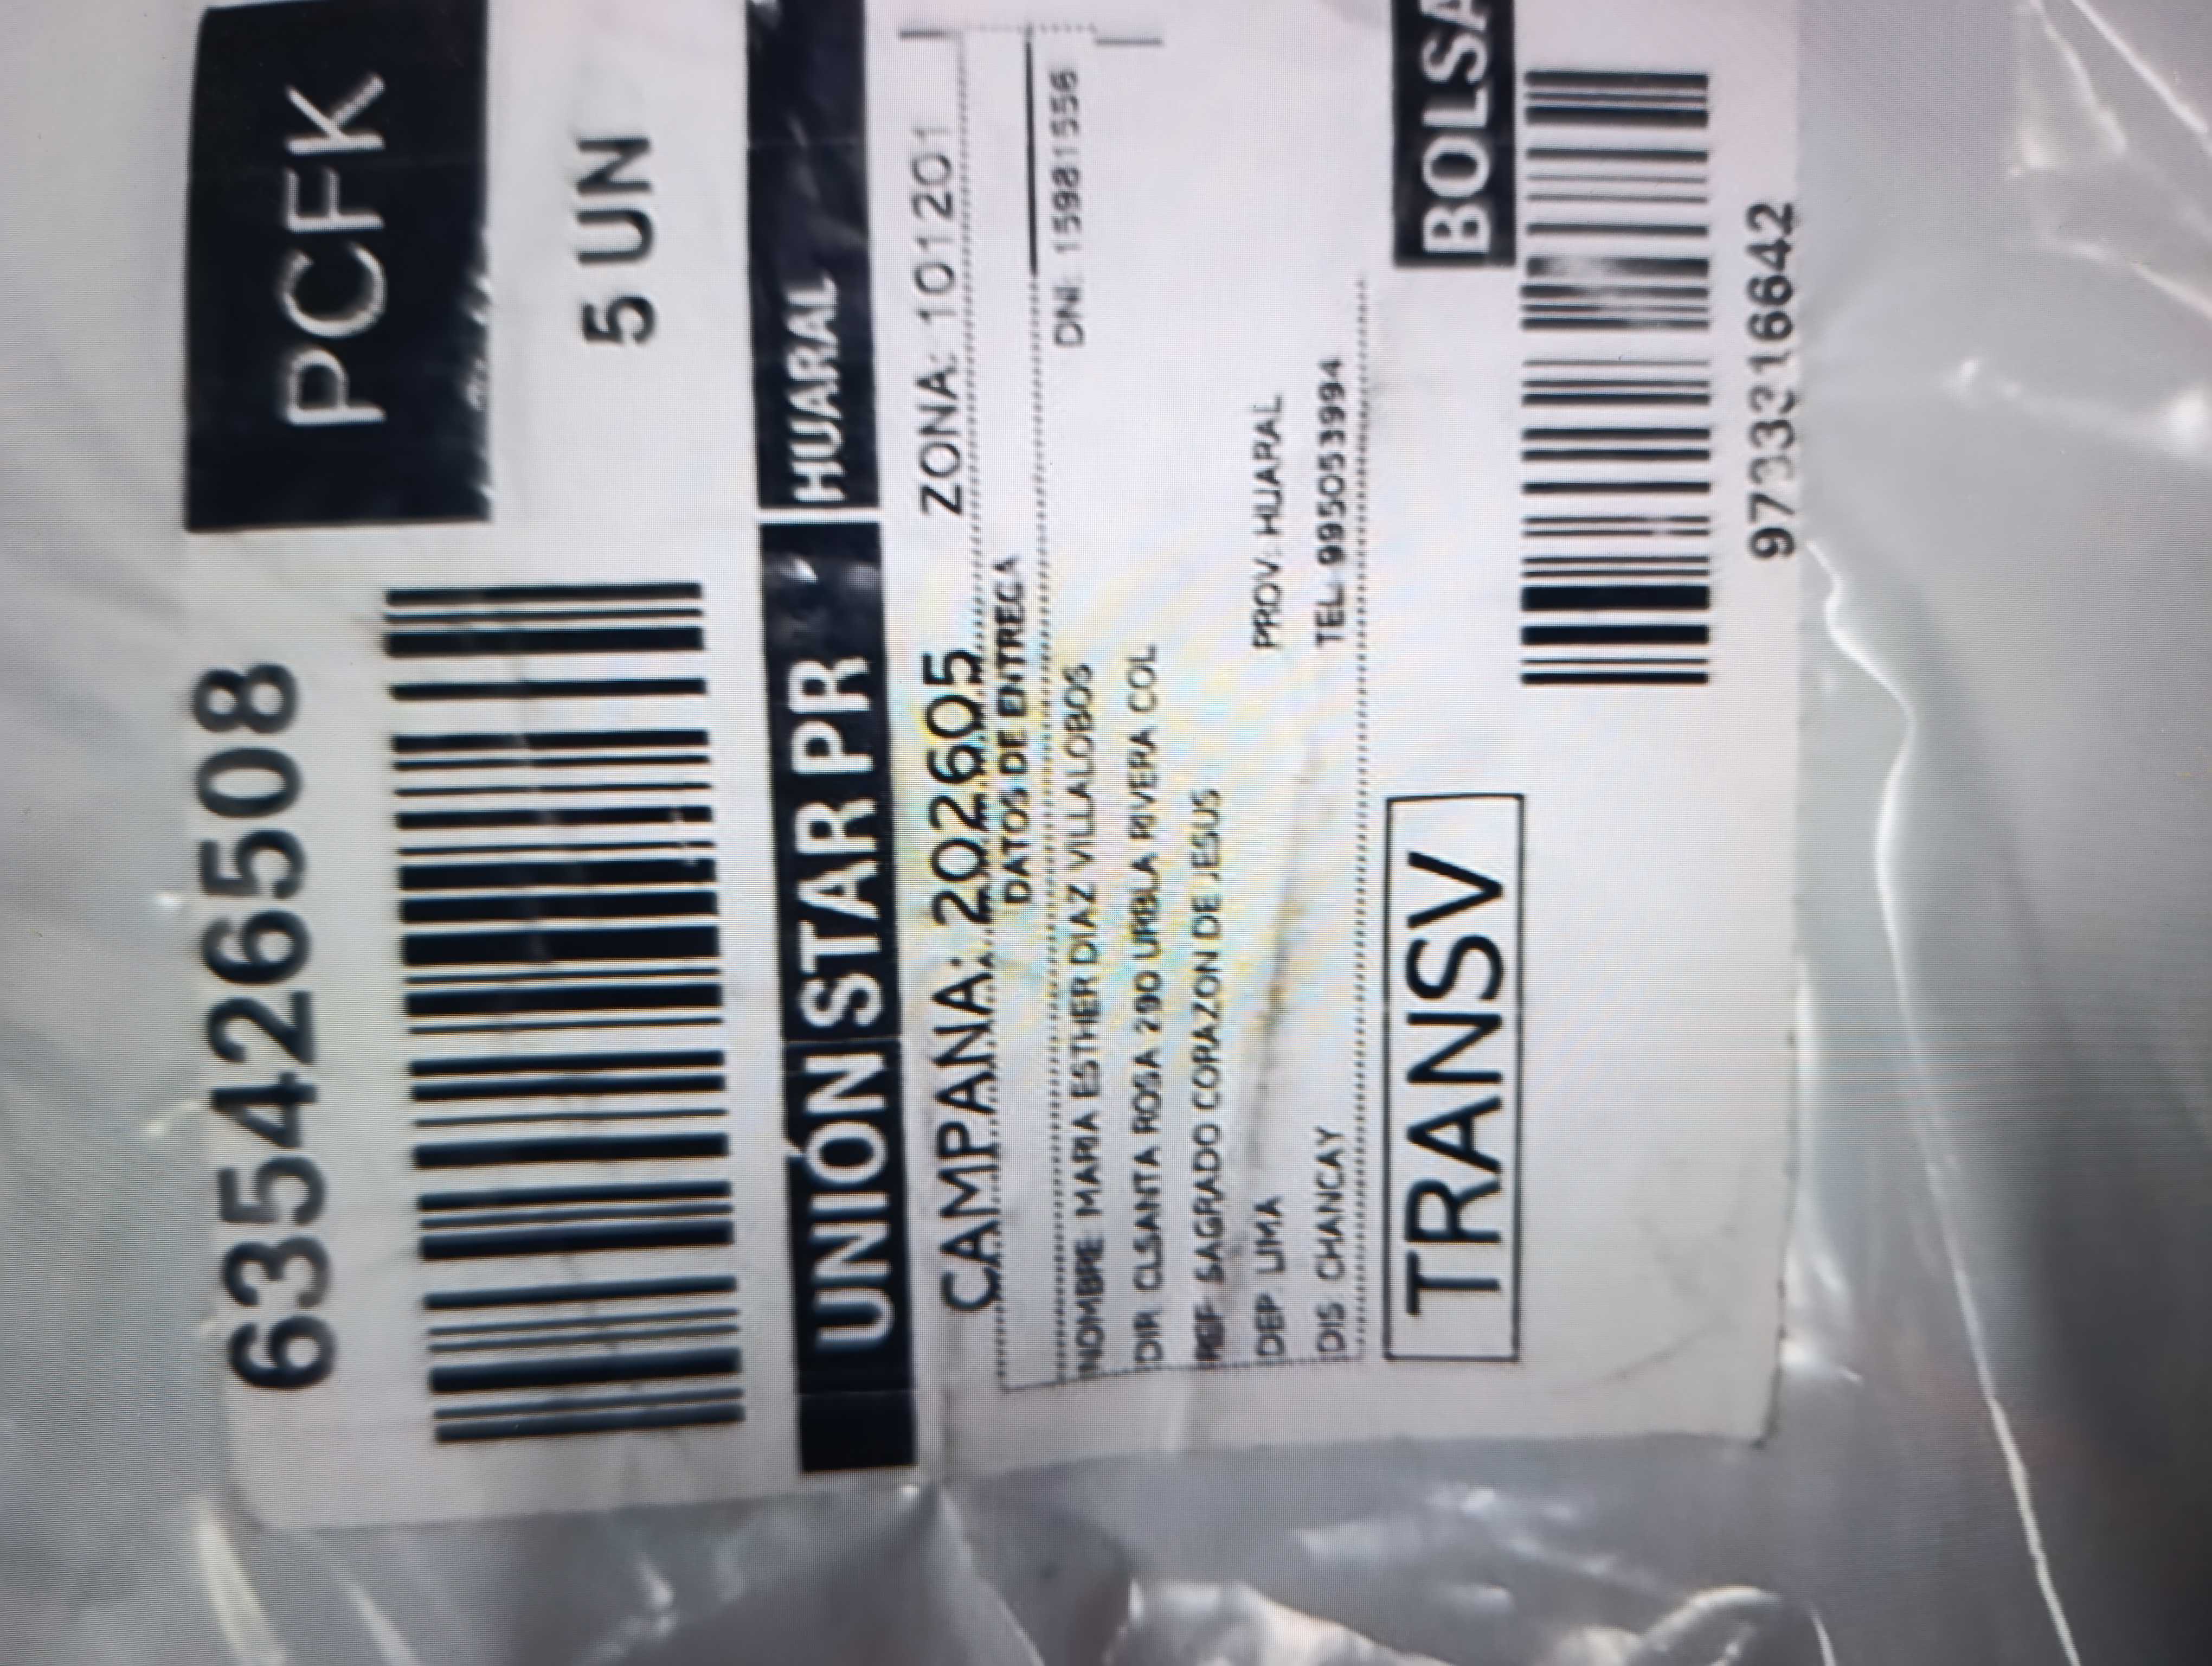 6354426508
PCFK
5 UN
UNIÓN STAR PR HUARAL
CAMPAÑA: 202605 ZONA: 101201
DATOS DE ENTREGA
NOMBRE: MARIA ESTHER DIAZ VILLALOBOS DNI: 15981556
DIR: CLSANTA ROSA 290 URBLA RIVERA COL
REF: SAGRADO CORAZON DE JESUS
DEP: LIMA PROV: HUARAL
DIS: CHANCAY TEL: 995053994
TRANSV
BOLSA